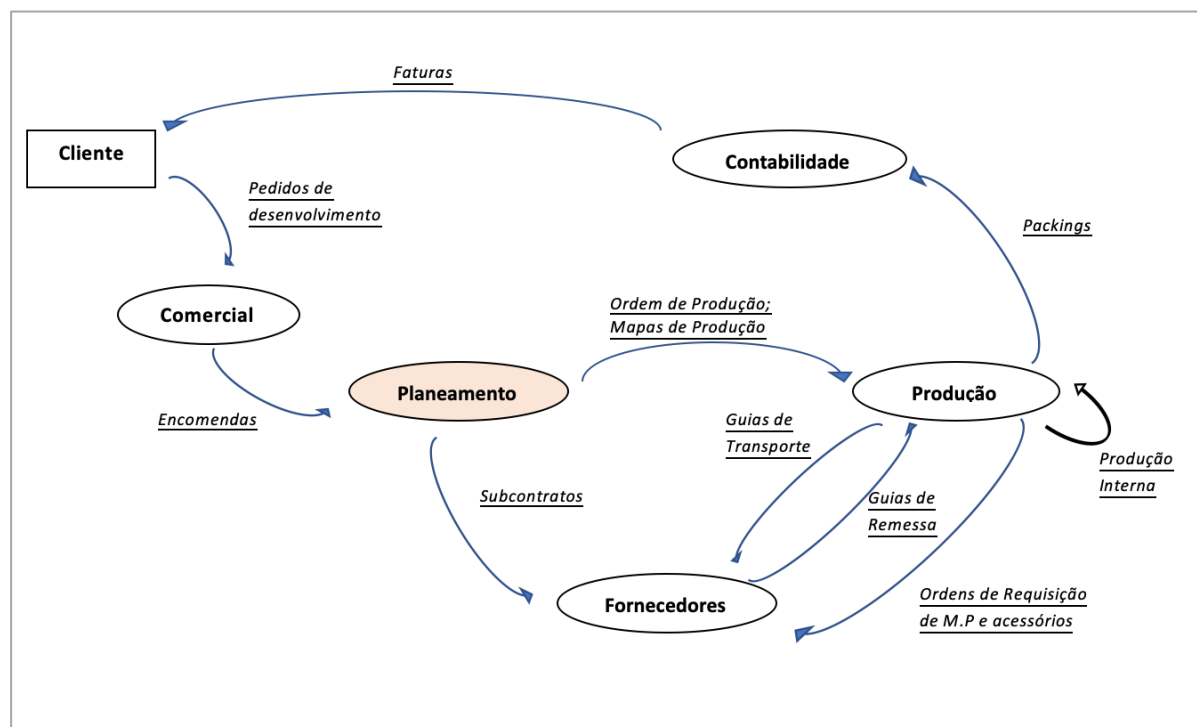 Faturas
Cliente
Contabilidade
Pedidos de
desenvolvimento
Packings
Comercial
Ordem de Produção;
Mapas de Produção
Planeamento
Produção
Encomendas
Guias de
Transporte
Produção
Interna
Subcontratos
Guias de
Remessa
Fornecedores
Ordens de Requisição
de M.P e acessórios